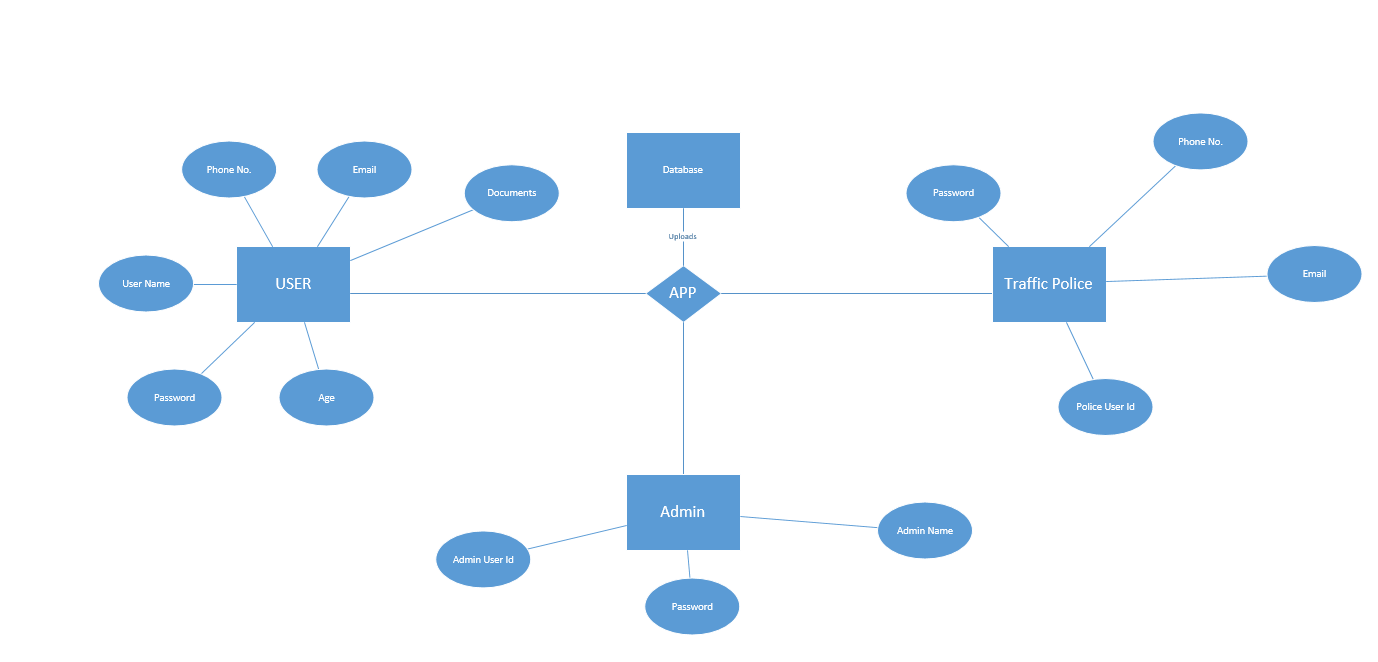 Phone No.
Email
Documents
User Name
USER
Password
Age
Database
Uploads
APP
Phone No.
Password
Traffic Police
Email
Police User Id
Admin
Admin User Id
Admin Name
Password